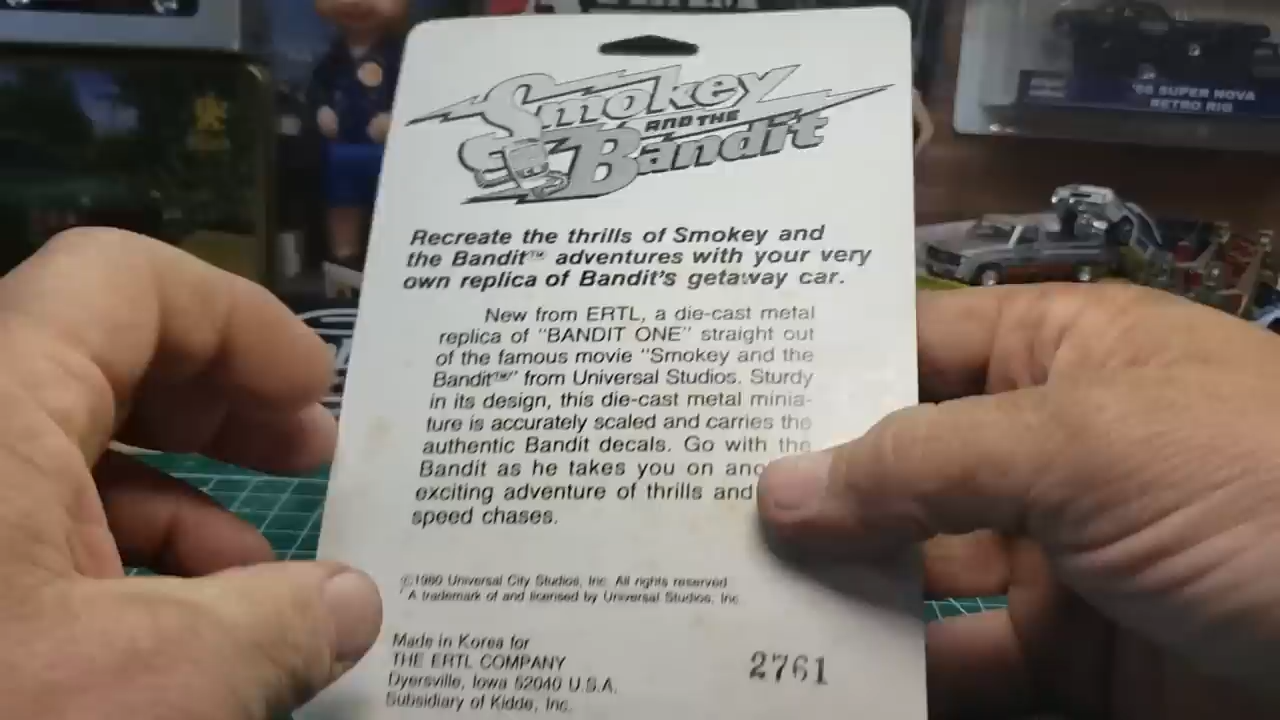 Smokey
AND THE
Bandit
'66 SUPER NOVA
RETRO RIG
Recreate the thrills of Smokey and
the Bandit™ adventures with your very
own replica of Bandit's getaway car.
New from ERTL, a die-cast metal
replica of "BANDIT ONE" straight out
of the famous movie "Smokey and the
Bandit™" from Universal Studios. Sturdy
in its design, this die-cast metal minia-
ture is accurately scaled and carries the
authentic Bandit decals. Go with the
Bandit as he takes you on
exciting adventure of thrills and
speed chases.
©1980 Universal City Studios, Inc. All rights reserved
A trademark of and licensed by Universal Studios, Inc.
Made in Korea for
THE ERTL COMPANY
Dyersville, Iowa 52040 U.S.A.
Subsidiary of Kidde, Inc.
2761